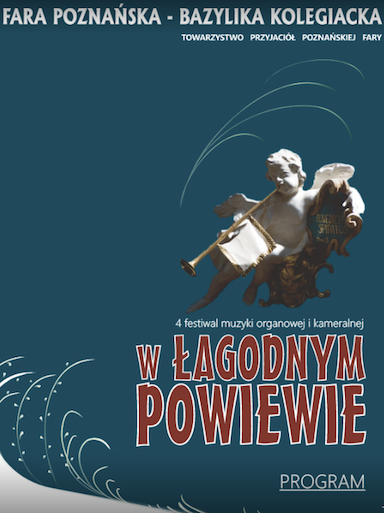 FARA POZNAŃSKA - BAZYLIKA KOLEGIACKA
TOWARZYSTWO PRZYJACIÓŁ POZNAŃSKIEJ FARY
4 festiwal muzyki organowej i kameralnej
W ŁAGODNYM
POWIEWIE
PROGRAM